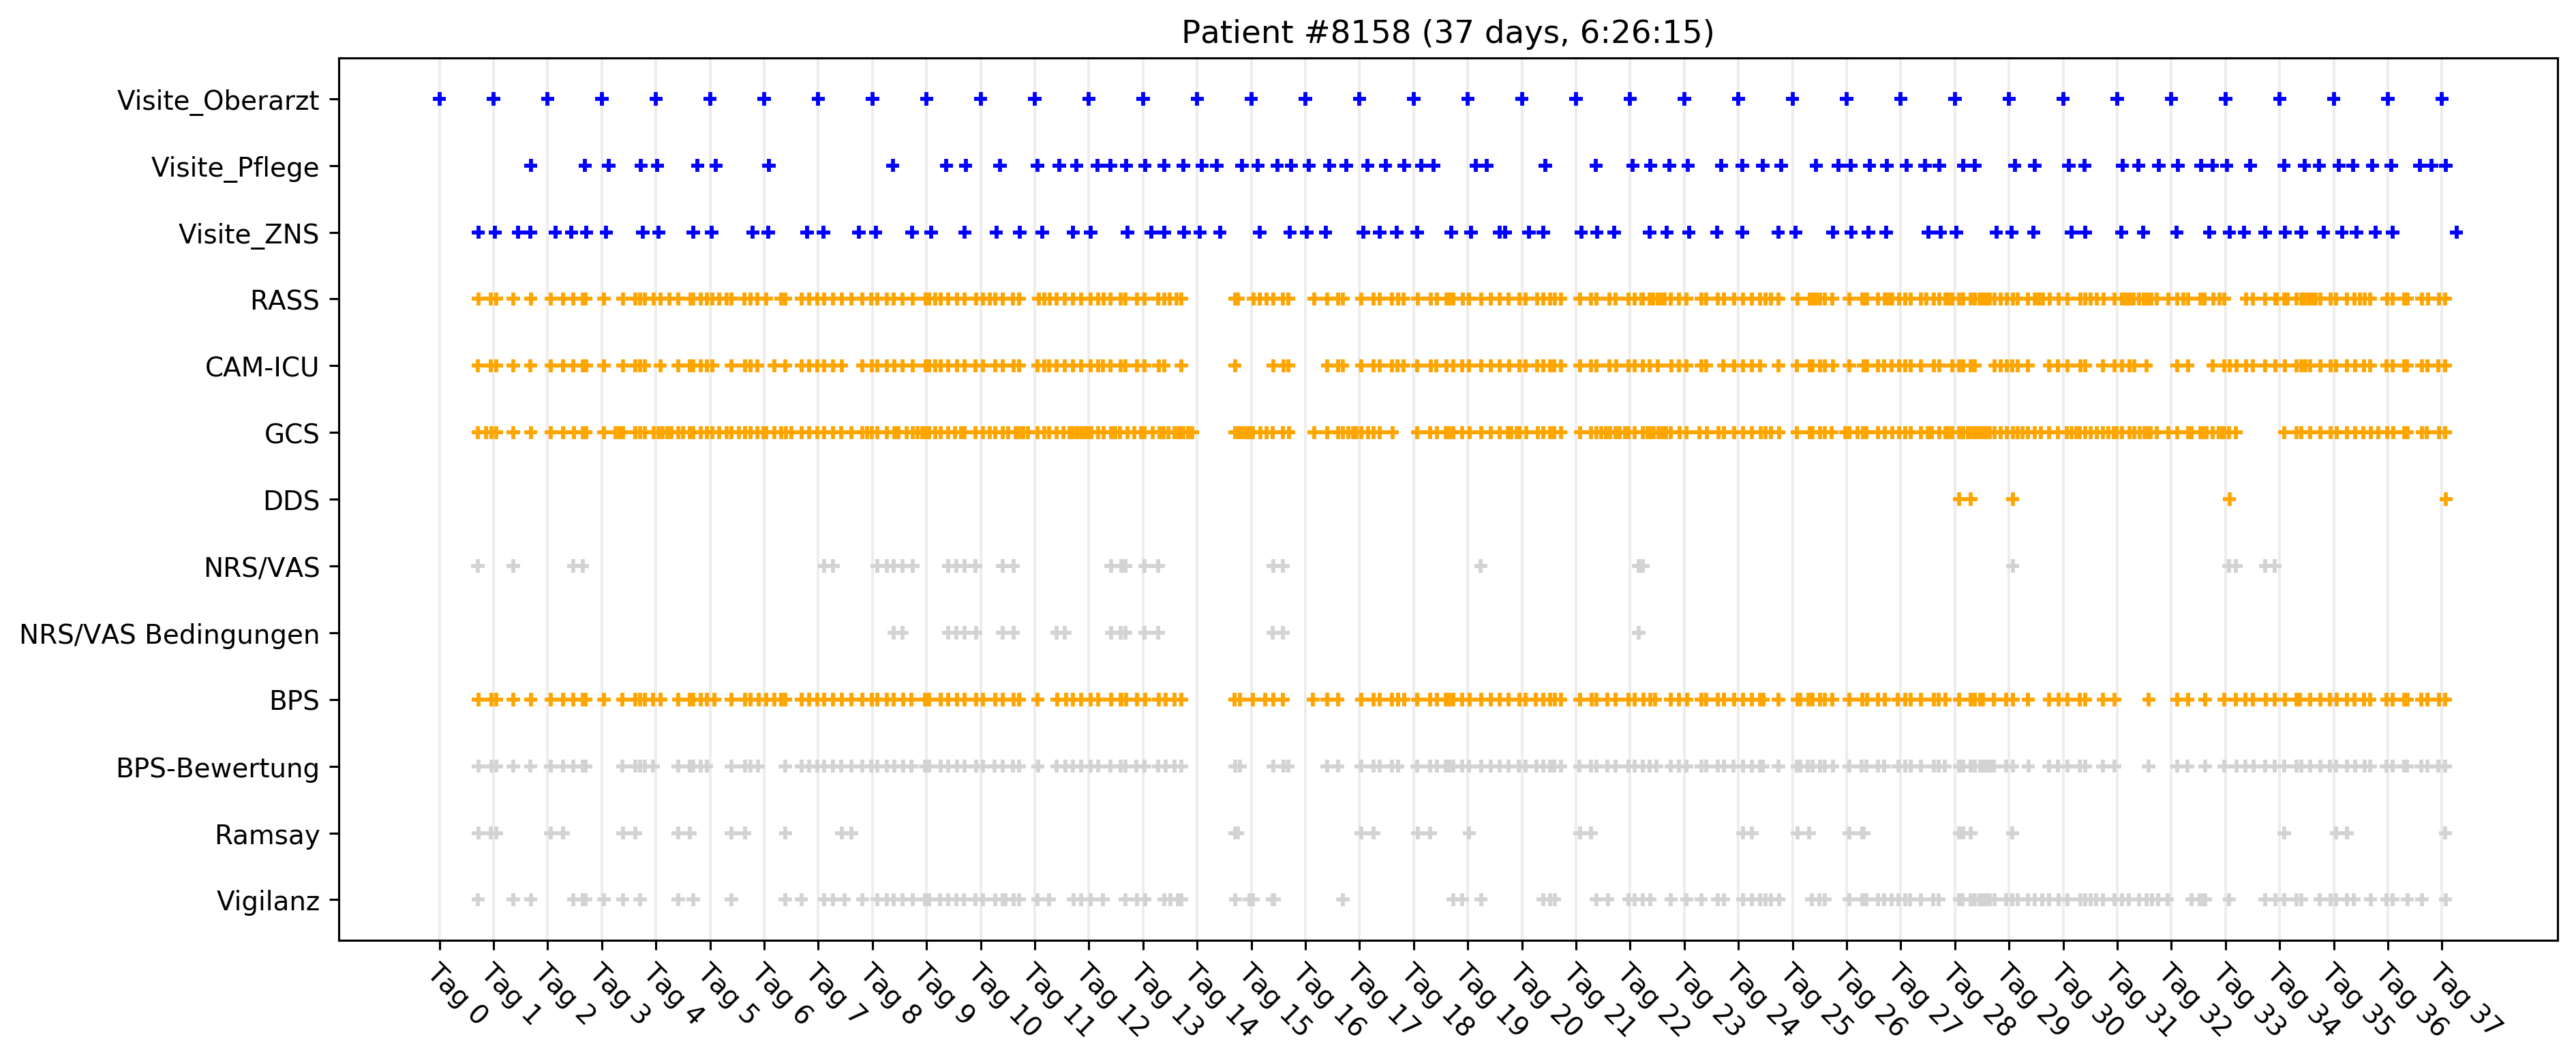 Patient #8158 (37 days, 6:26:15)
Visite_Oberarzt
Visite_Pflege
Visite_ZNS
RASS
CAM-ICU
GCS
DDS
NRS/VAS
NRS/VAS Bedingungen
BPS
BPS-Bewertung
Ramsay
Vigilanz
Tag 0
Tag 1
Tag 2
Tag 3
Tag 4
Tag 5
Tag 6
Tag 7
Tag 8
Tag 9
Tag 10
Tag 11
Tag 12
Tag 13
Tag 14
Tag 15
Tag 16
Tag 17
Tag 18
Tag 19
Tag 20
Tag 21
Tag 22
Tag 23
Tag 24
Tag 25
Tag 26
Tag 27
Tag 28
Tag 29
Tag 30
Tag 31
Tag 32
Tag 33
Tag 34
Tag 35
Tag 36
Tag 37